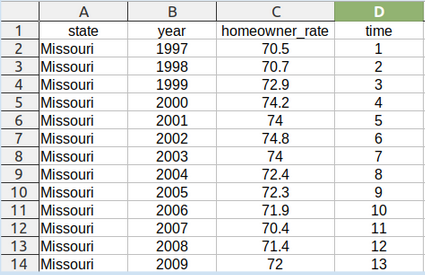 A B C D
1 state year homeowner_rate time
2 Missouri 1997 70.5 1
3 Missouri 1998 70.7 2
4 Missouri 1999 72.9 3
5 Missouri 2000 74.2 4
6 Missouri 2001 74 5
7 Missouri 2002 74.8 6
8 Missouri 2003 74 7
9 Missouri 2004 72.4 8
10 Missouri 2005 72.3 9
11 Missouri 2006 71.9 10
12 Missouri 2007 70.4 11
13 Missouri 2008 71.4 12
14 Missouri 2009 72 13